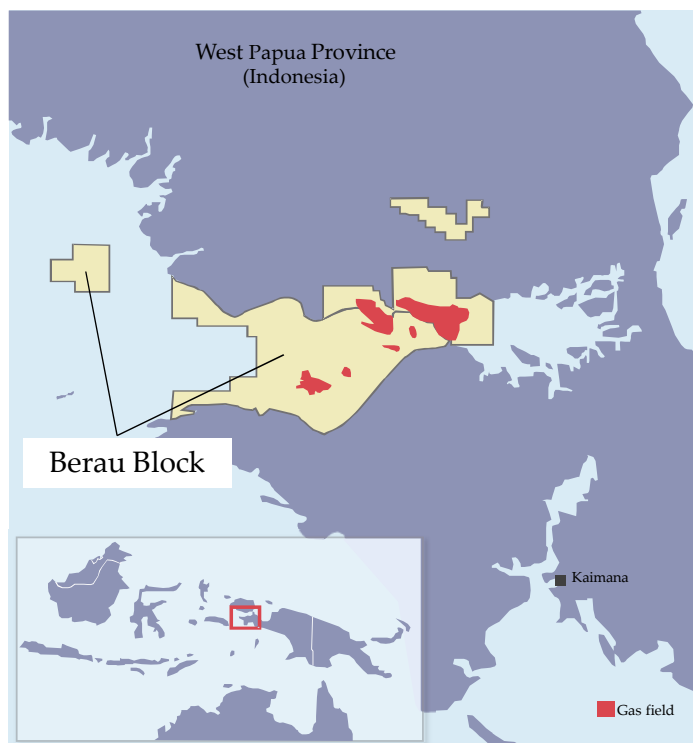 West Papua Province
(Indonesia)
Berau Block
Kaimana
Gas field